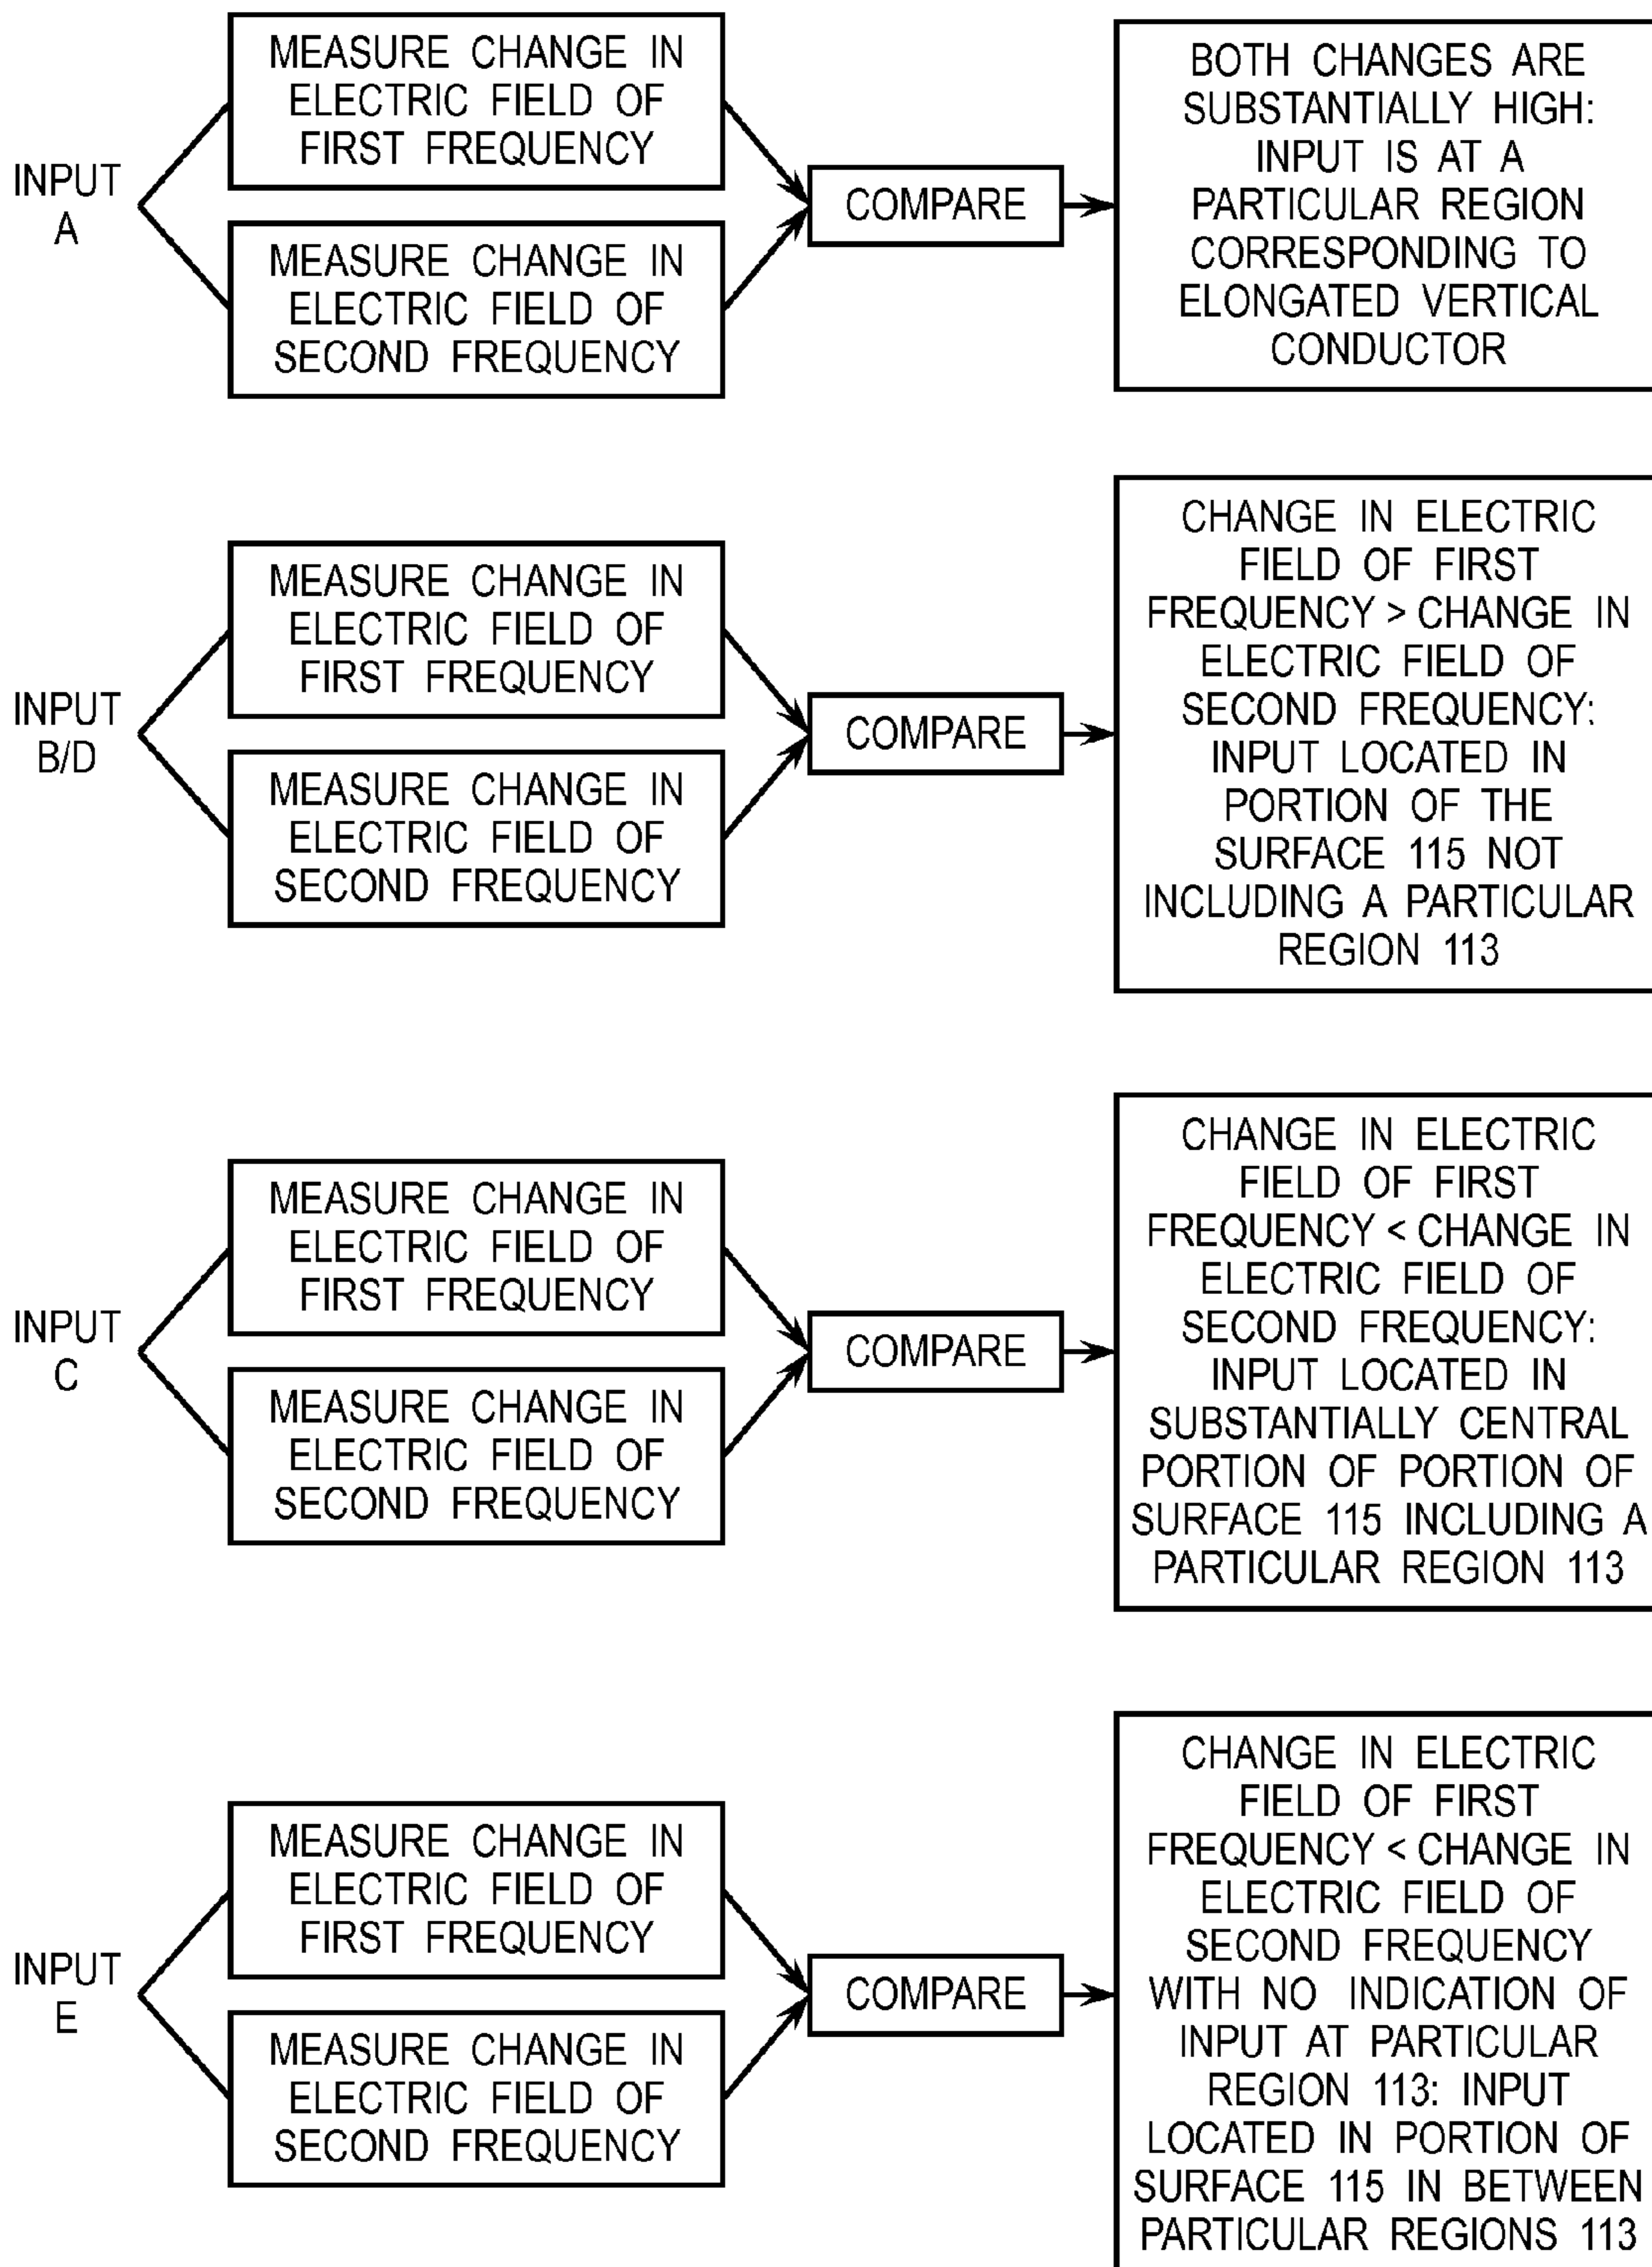 INPUT
A
MEASURE CHANGE IN
ELECTRIC FIELD OF
FIRST FREQUENCY
MEASURE CHANGE IN
ELECTRIC FIELD OF
SECOND FREQUENCY
COMPARE
BOTH CHANGES ARE
SUBSTANTIALLY HIGH:
INPUT IS AT A
PARTICULAR REGION
CORRESPONDING TO
ELONGATED VERTICAL
CONDUCTOR
INPUT
B/D
MEASURE CHANGE IN
ELECTRIC FIELD OF
FIRST FREQUENCY
MEASURE CHANGE IN
ELECTRIC FIELD OF
SECOND FREQUENCY
COMPARE
CHANGE IN ELECTRIC
FIELD OF FIRST
FREQUENCY > CHANGE IN
ELECTRIC FIELD OF
SECOND FREQUENCY:
INPUT LOCATED IN
PORTION OF THE
SURFACE 115 NOT
INCLUDING A PARTICULAR
REGION 113
INPUT
C
MEASURE CHANGE IN
ELECTRIC FIELD OF
FIRST FREQUENCY
MEASURE CHANGE IN
ELECTRIC FIELD OF
SECOND FREQUENCY
COMPARE
CHANGE IN ELECTRIC
FIELD OF FIRST
FREQUENCY < CHANGE IN
ELECTRIC FIELD OF
SECOND FREQUENCY:
INPUT LOCATED IN
SUBSTANTIALLY CENTRAL
PORTION OF PORTION OF
SURFACE 115 INCLUDING A
PARTICULAR REGION 113
INPUT
E
MEASURE CHANGE IN
ELECTRIC FIELD OF
FIRST FREQUENCY
MEASURE CHANGE IN
ELECTRIC FIELD OF
SECOND FREQUENCY
COMPARE
CHANGE IN ELECTRIC
FIELD OF FIRST
FREQUENCY < CHANGE IN
ELECTRIC FIELD OF
SECOND FREQUENCY
WITH NO INDICATION OF
INPUT AT PARTICULAR
REGION 113: INPUT
LOCATED IN PORTION OF
SURFACE 115 IN BETWEEN
PARTICULAR REGIONS 113